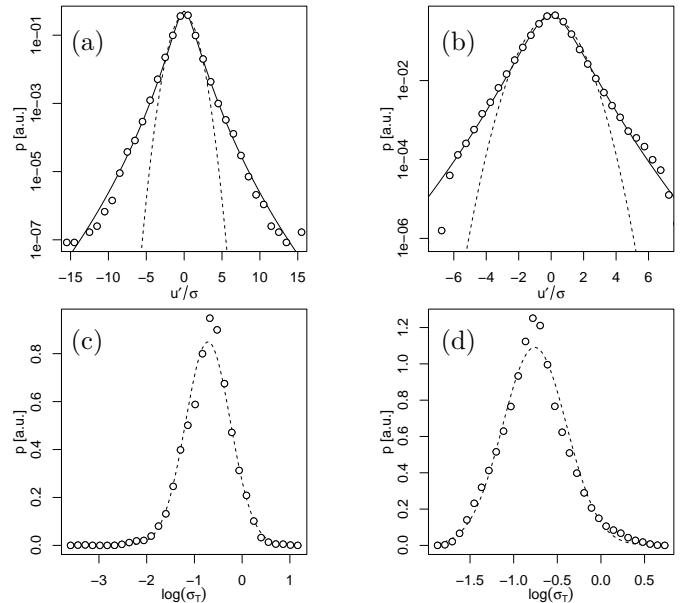 (a)
p [a.u.]
1e−01
1e−03
1e−05
1e−07
−15 −10 −5 0 5 10 15
u′/σ
(b)
p [a.u.]
1e−02
1e−04
1e−06
−6 −4 −2 0 2 4 6
u′/σ
(c)
p [a.u.]
0.8
0.6
0.4
0.2
0.0
−3 −2 −1 0 1
log(σT)
(d)
p [a.u.]
1.2
1.0
0.8
0.6
0.4
0.2
0.0
−1.5 −1.0 −0.5 0.0 0.5
log(σT)